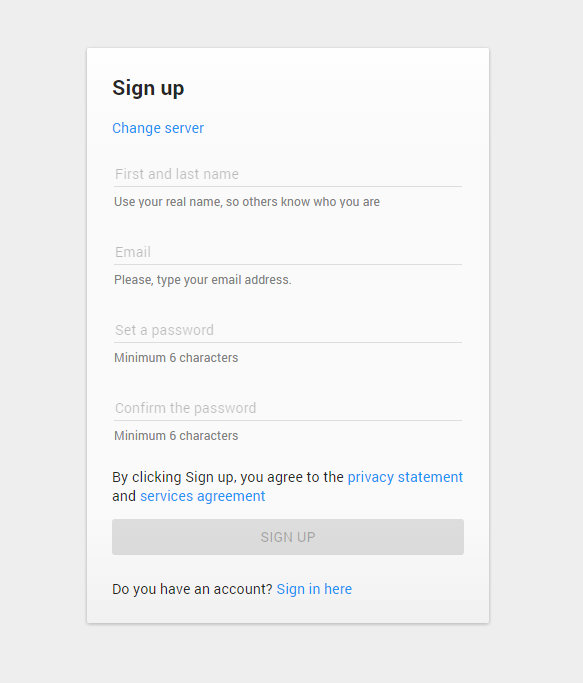 Sign up
Change server
First and last name
Use your real name, so others know who you are
Email
Please, type your email address.
Set a password
Minimum 6 characters
Confirm the password
Minimum 6 characters
By clicking Sign up, you agree to the privacy statement
and services agreement
SIGN UP
Do you have an account? Sign in here